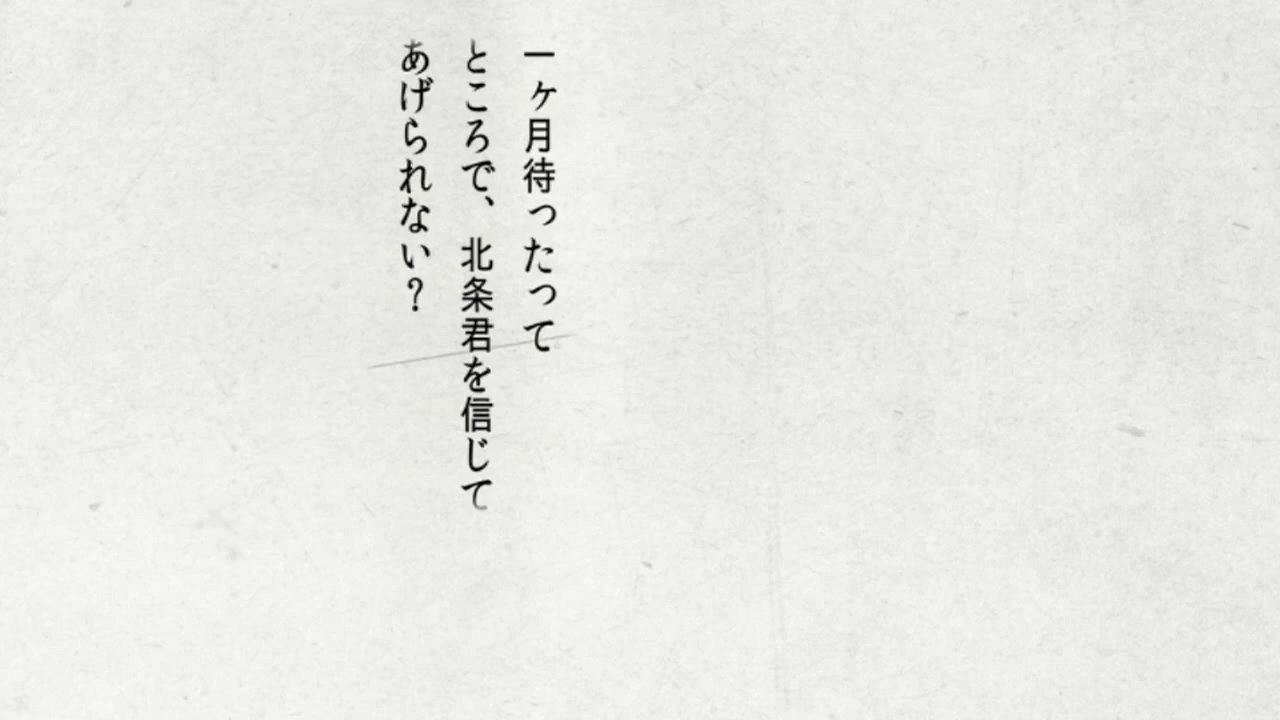 一ヶ月待ったって
ところで、北条君を信じて
あげられない？